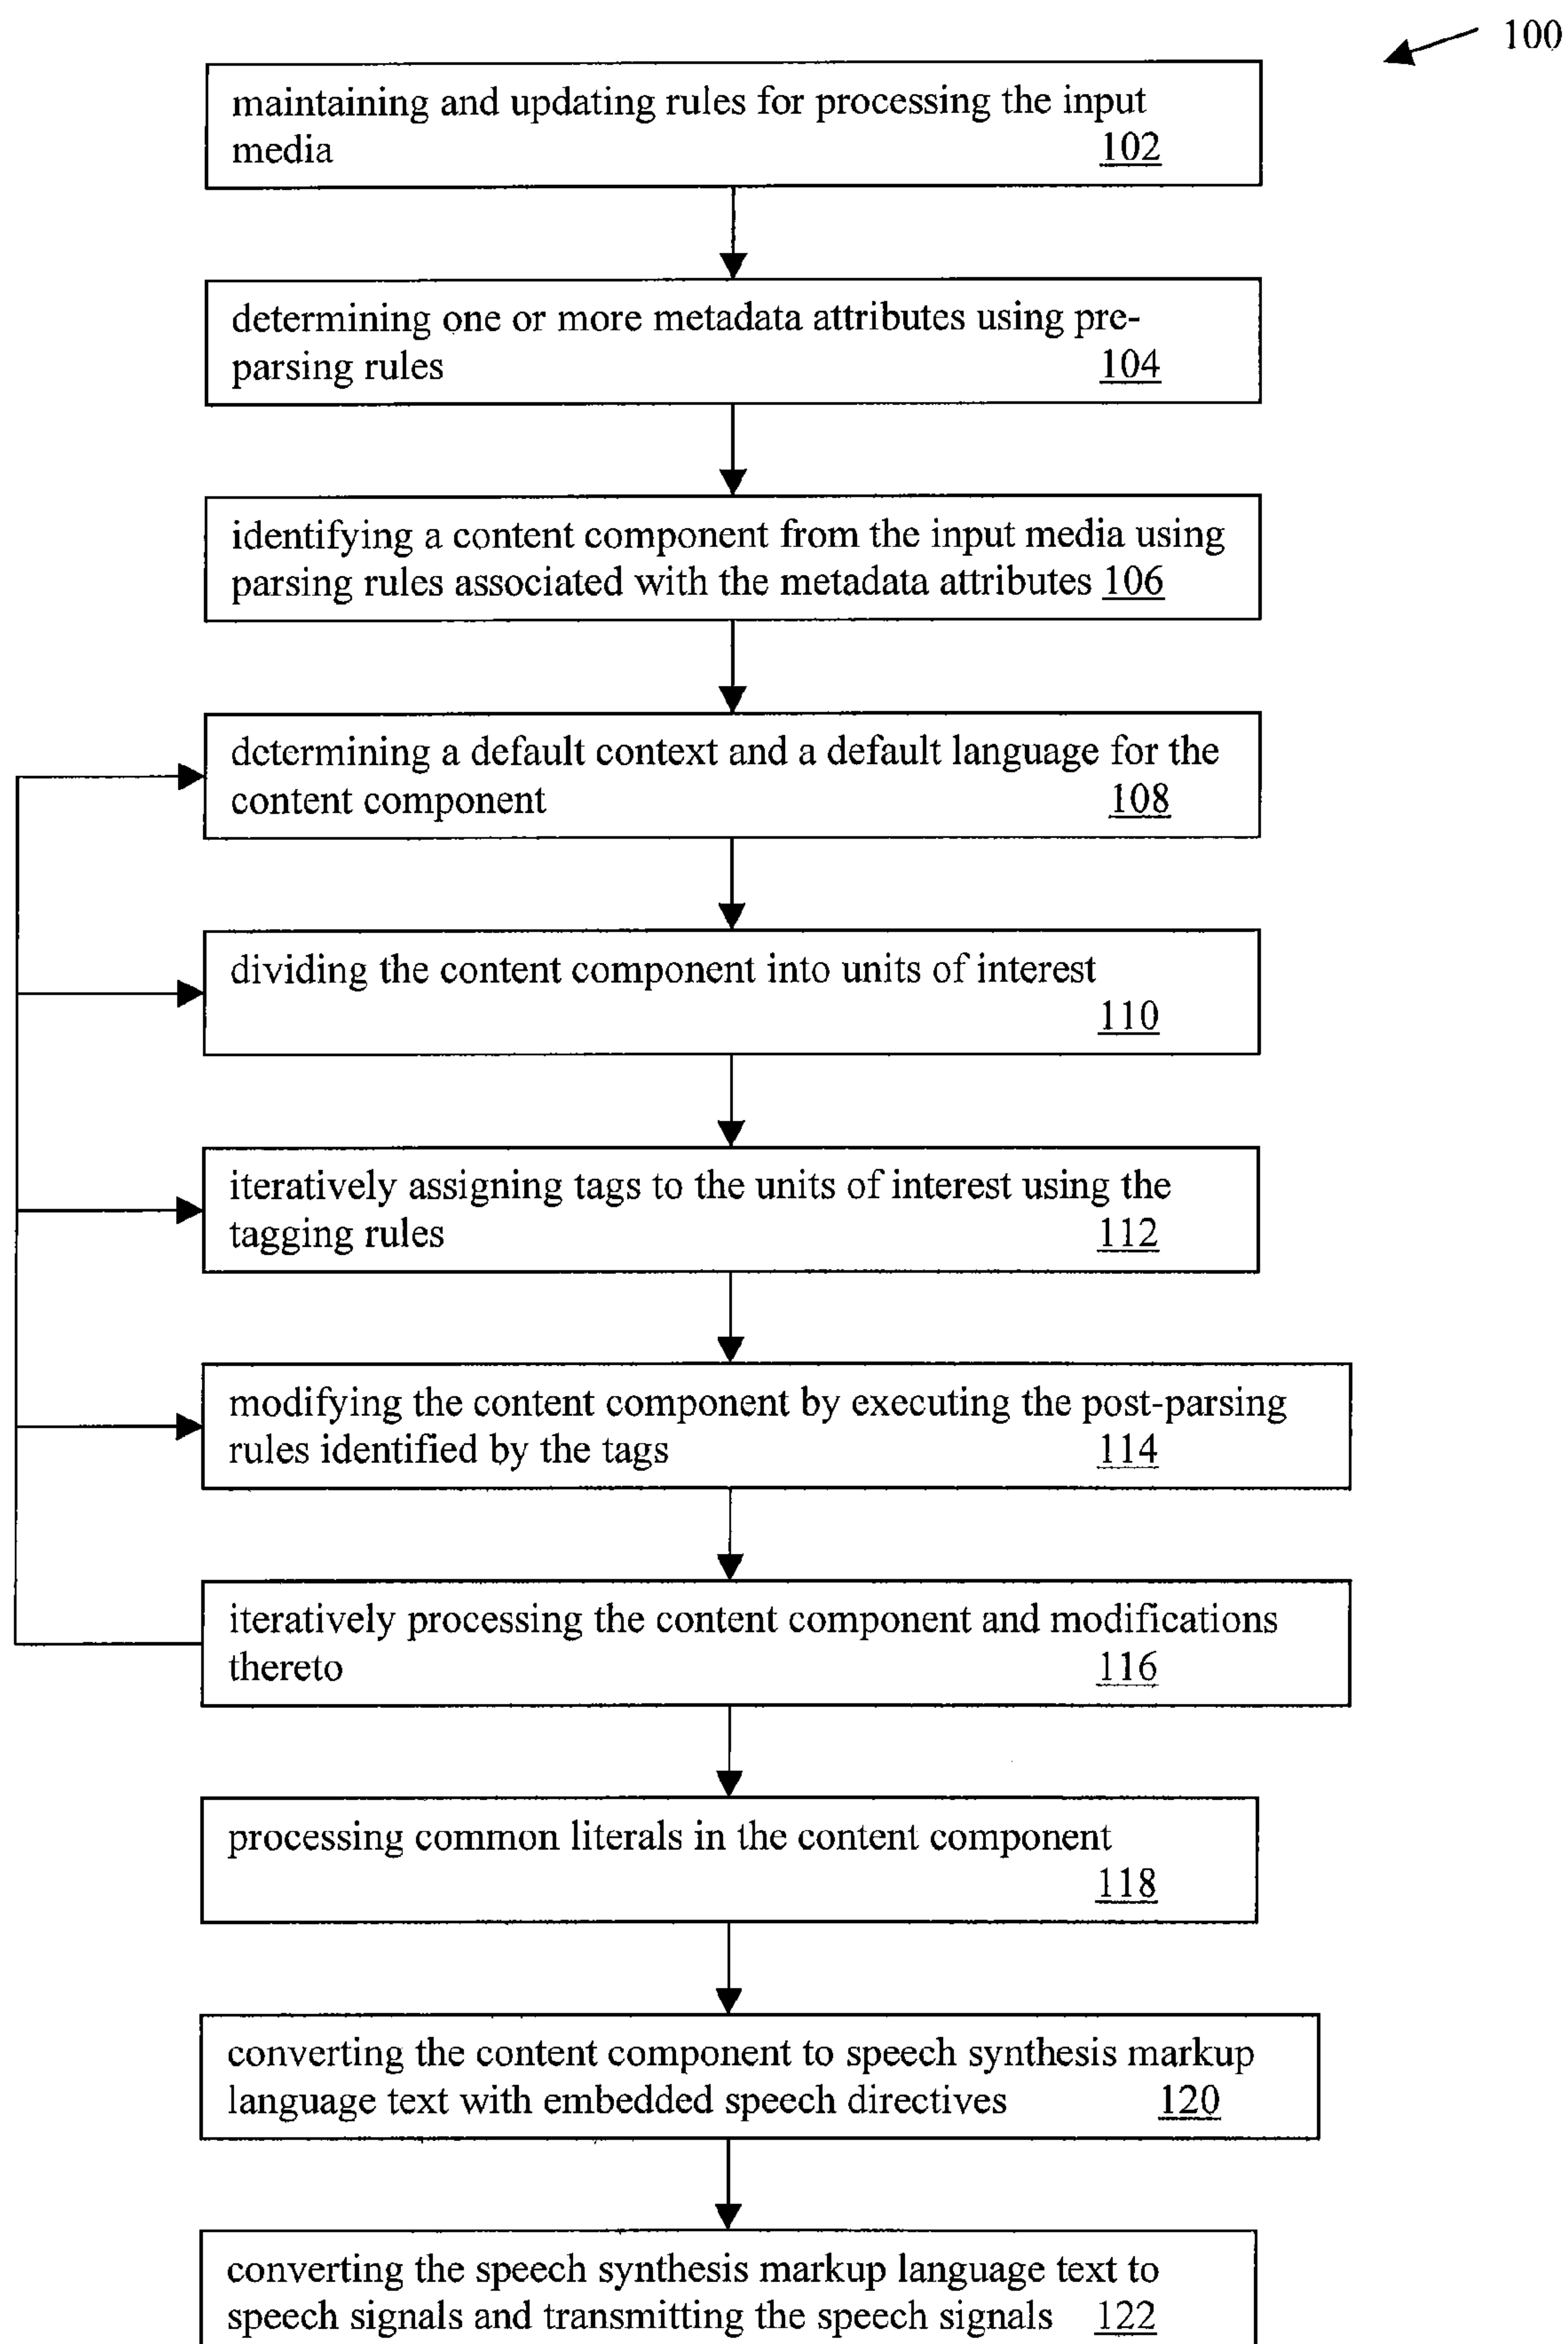 100
maintaining and updating rules for processing the input
media 102
determining one or more metadata attributes using pre-
parsing rules 104
identifying a content component from the input media using
parsing rules associated with the metadata attributes 106
determining a default context and a default language for the
content component 108
dividing the content component into units of interest
110
iteratively assigning tags to the units of interest using the
tagging rules 112
modifying the content component by executing the post-parsing
rules identified by the tags 114
iteratively processing the content component and modifications
thereto 116
processing common literals in the content component
118
converting the content component to speech synthesis markup
language text with embedded speech directives 120
converting the speech synthesis markup language text to
speech signals and transmitting the speech signals 122